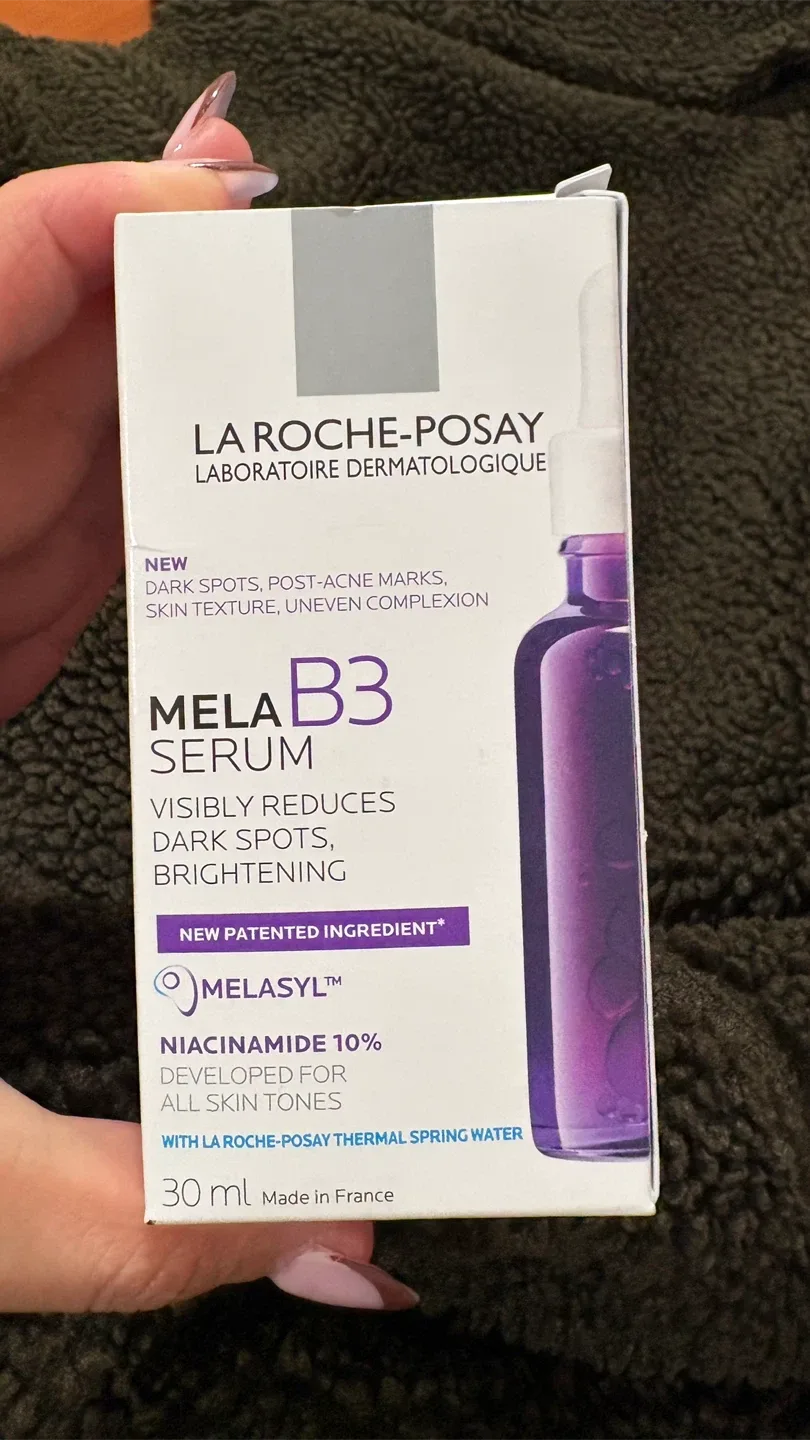 LA ROCHE-POSAY
LABORATOIRE DERMATOLOGIQUE
NEW
DARK SPOTS, POST-ACNE MARKS,
SKIN TEXTURE, UNEVEN COMPLEXION
MELA B3
SERUM
VISIBLY REDUCES
DARK SPOTS,
BRIGHTENING
NEW PATENTED INGREDIENT*
MELASYL™
NIACINAMIDE 10%
DEVELOPED FOR
ALL SKIN TONES
WITH LA ROCHE-POSAY THERMAL SPRING WATER
30 ml Made in France